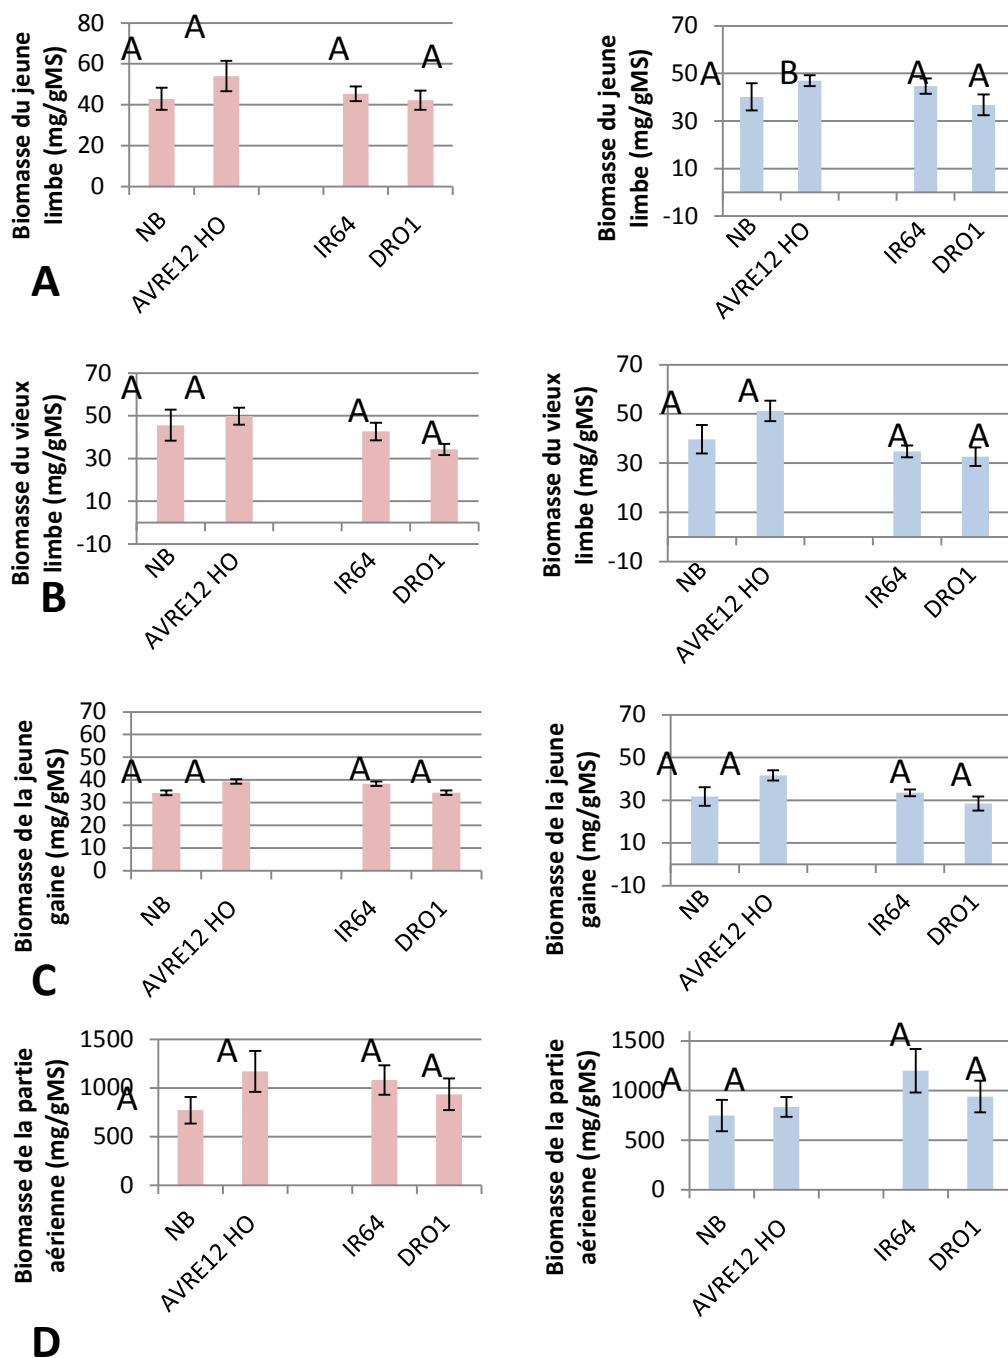 Biomasse du jeune
limbe (mg/gMS)
80
60
40
20
0
A
A
A
A
NB
AVRE12 HO
IR64
DRO1
A
Biomasse du jeune
limbe (mg/gMS)
70
50
30
10
-10
A
B
A
A
NB
AVRE12 HO
IR64
DRO1
Biomasse du vieux
limbe (mg/gMS)
70
50
30
10
-10
A
A
A
A
NB
AVRE12 HO
IR64
DRO1
B
Biomasse du vieux
limbe (mg/gMS)
70
50
30
10
-10
A
A
A
A
NB
AVRE12 HO
IR64
DRO1
Biomasse de la jeune
gaine (mg/gMS)
70
60
50
40
30
20
10
0
A
A
A
A
NB
AVRE12 HO
IR64
DRO1
C
Biomasse de la jeune
gaine (mg/gMS)
70
50
30
10
-10
A
A
A
A
NB
AVRE12 HO
IR64
DRO1
Biomasse de la partie
aérienne (mg/gMS)
1500
1000
500
0
A
A
A
A
NB
AVRE12 HO
IR64
DRO1
D
Biomasse de la partie
aérienne (mg/gMS)
1500
1000
500
0
A
A
A
A
NB
AVRE12 HO
IR64
DRO1